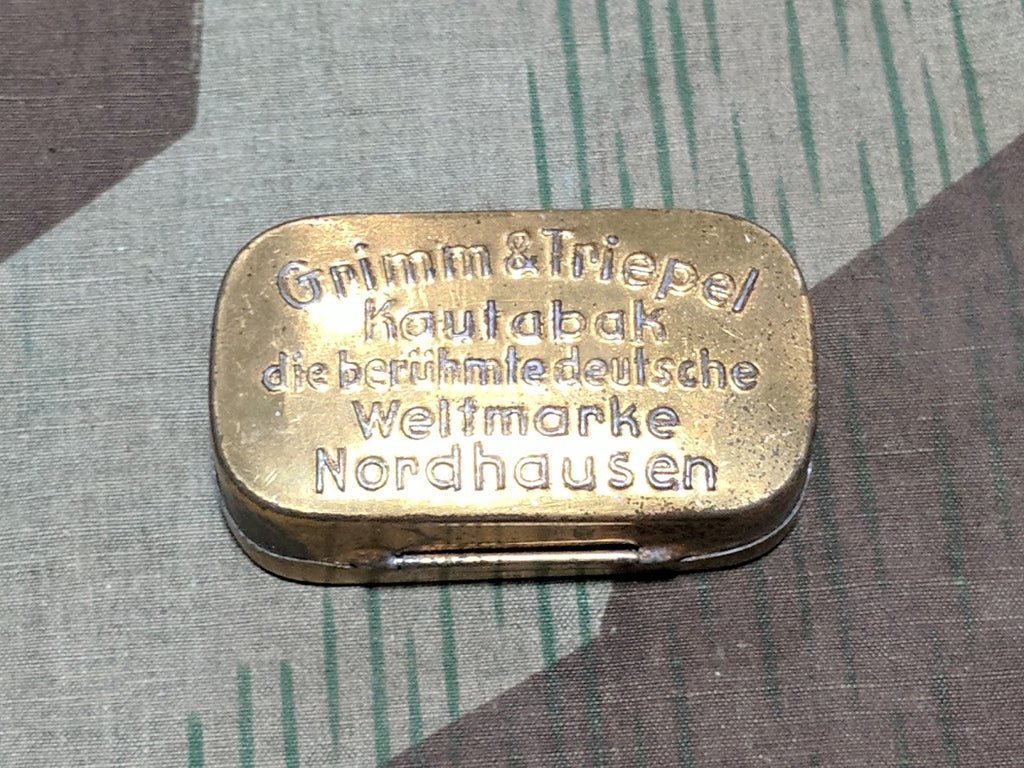 Grimm & Triepel
Kautabak
die berühmte deutsche
Weltmarke
Nordhausen